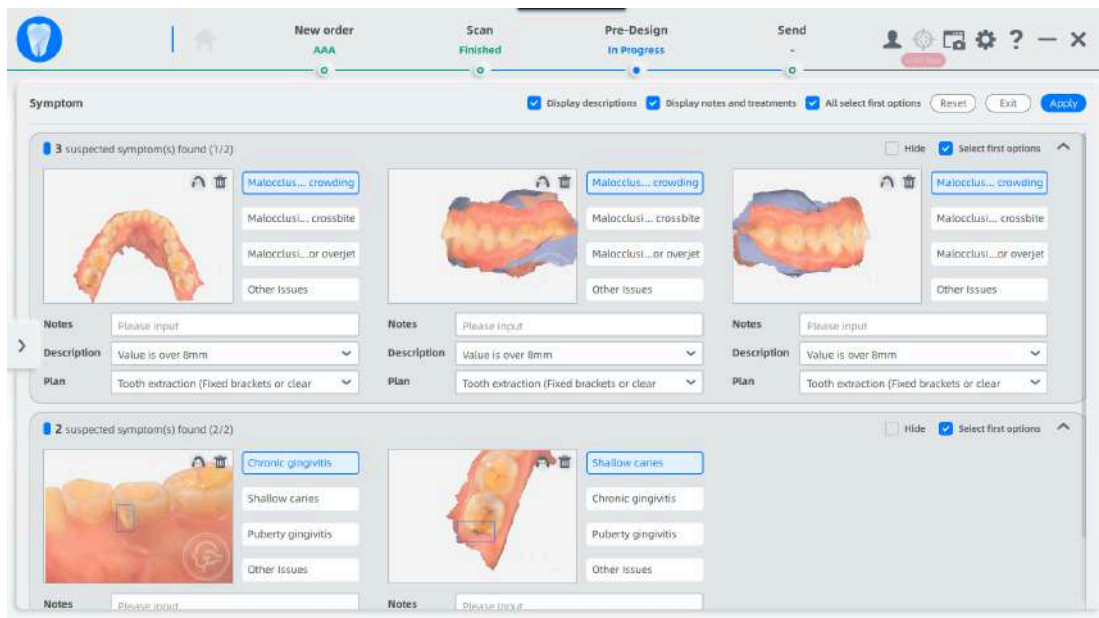 New order
Scan
Pre-Design
Send
AAA
Finished
In Progress
-
?
Symptom
Display descriptions
Display notes and treatments
All select first options
Reset
Exit
Apply
3 suspected symptom(s) found (1/2)
Hide
Select first options
Malocclus... crowding
Malocclusi... crossbite
Malocclusi...or overjet
Other Issues
Notes
Please input
Description
Value is over 8mm
Plan
Tooth extraction (Fixed brackets or clear
Malocclus... crowding
Malocclusi... crossbite
Malocclusi...or overjet
Other Issues
Notes
Please input
Description
Value is over 8mm
Plan
Tooth extraction (Fixed brackets or clear
Malocclus... crowding
Malocclusi... crossbite
Malocclusi...or overjet
Other Issues
Notes
Please input
Description
Value is over 8mm
Plan
Tooth extraction (Fixed brackets or clear
2 suspected symptom(s) found (2/2)
Hide
Select first options
Chronic gingivitis
Shallow caries
Puberty gingivitis
Other Issues
Notes
Please input
Shallow caries
Chronic gingivitis
Puberty gingivitis
Other Issues
Notes
Please input